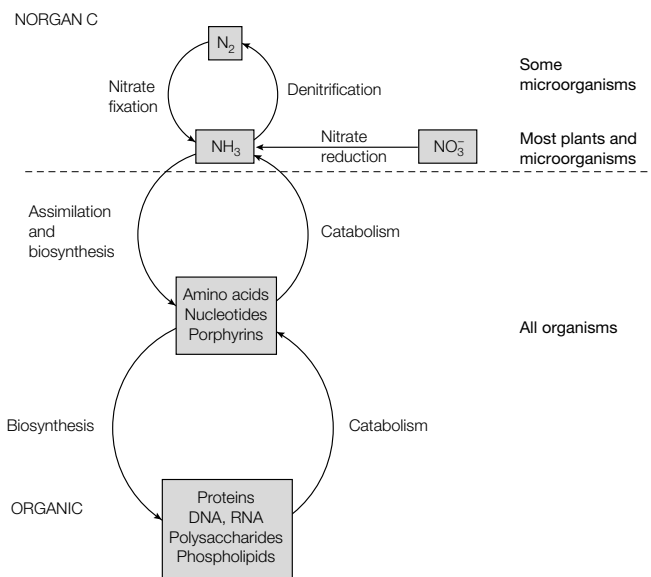 NORGAN C
N₂
Some
microorganisms
Nitrate
fixation
Denitrification
NH₃
Nitrate
reduction
NO₃⁻
Most plants and
microorganisms
Assimilation
and
biosynthesis
Catabolism
Amino acids
Nucleotides
Porphyrins
All organisms
Biosynthesis
Catabolism
ORGANIC
Proteins
DNA, RNA
Polysaccharides
Phospholipids